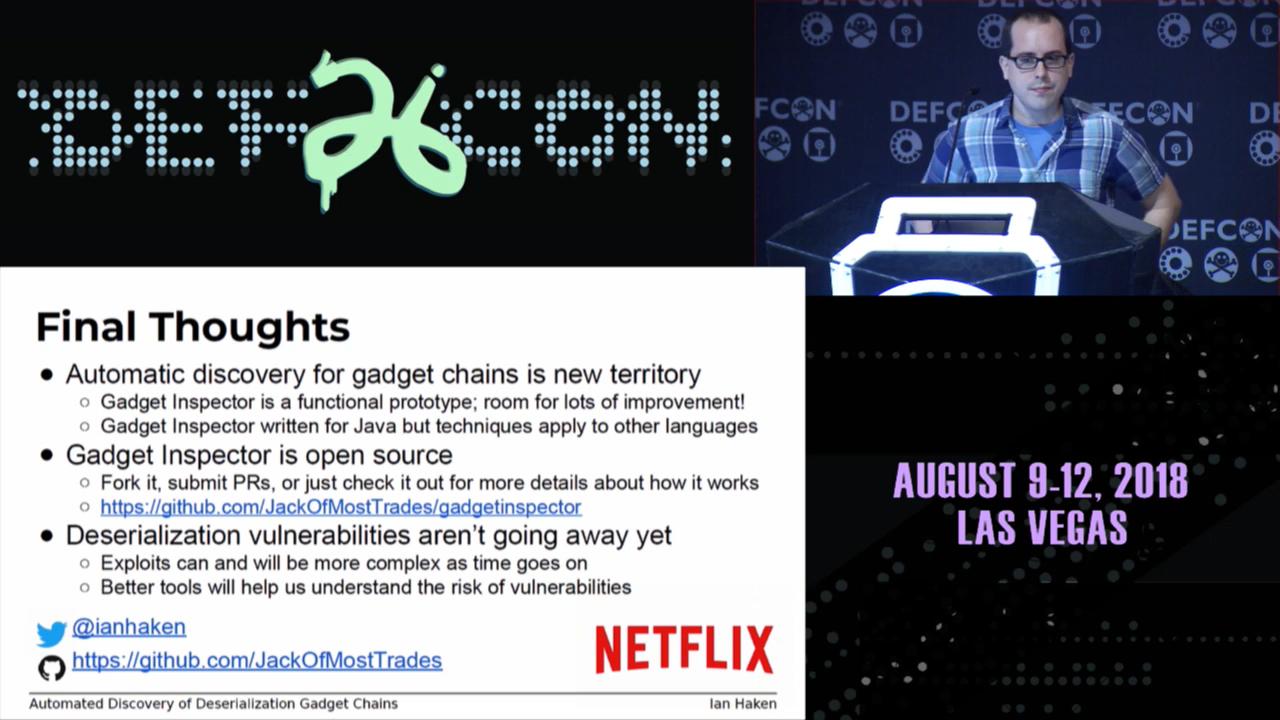 DEF CON
26
DEFCON
DEFCON
DEFCON
FCON
DEFC
CON
DE
DEFCON
Final Thoughts
● Automatic discovery for gadget chains is new territory
○ Gadget Inspector is a functional prototype; room for lots of improvement!
○ Gadget Inspector written for Java but techniques apply to other languages
● Gadget Inspector is open source
○ Fork it, submit PRs, or just check it out for more details about how it works
○ https://github.com/JackOfMostTrades/gadgetinspector
● Deserialization vulnerabilities aren't going away yet
○ Exploits can and will be more complex as time goes on
○ Better tools will help us understand the risk of vulnerabilities
@ianhaken
https://github.com/JackOfMostTrades
NETFLIX
Automated Discovery of Deserialization Gadget Chains
Ian Haken
AUGUST 9-12, 2018
LAS VEGAS